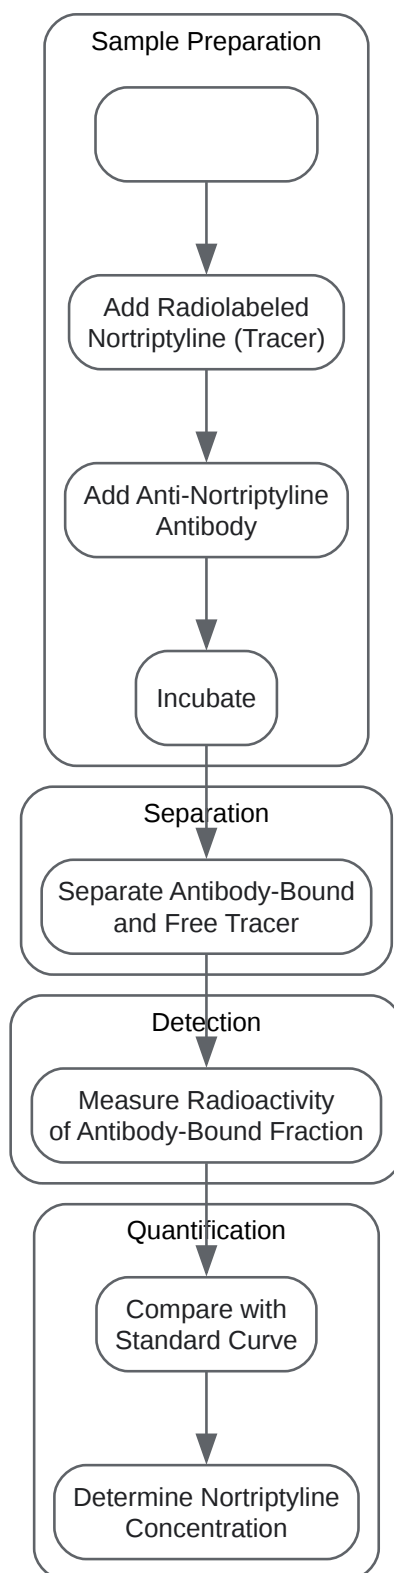 Sample Preparation
Add Radiolabeled
Nortriptyline (Tracer)
Add Anti-Nortriptyline
Antibody
Incubate
Separation
Separate Antibody-Bound
and Free Tracer
Detection
Measure Radioactivity
of Antibody-Bound Fraction
Quantification
Compare with
Standard Curve
Determine Nortriptyline
Concentration